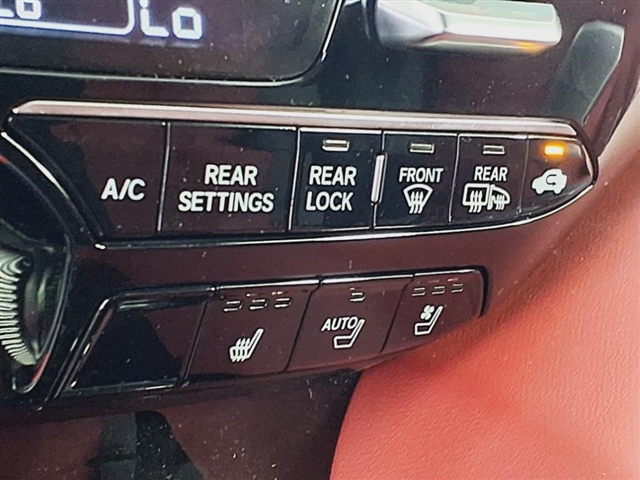 LO
A/C
REAR
SETTINGS
REAR
LOCK
FRONT
REAR
AUTO